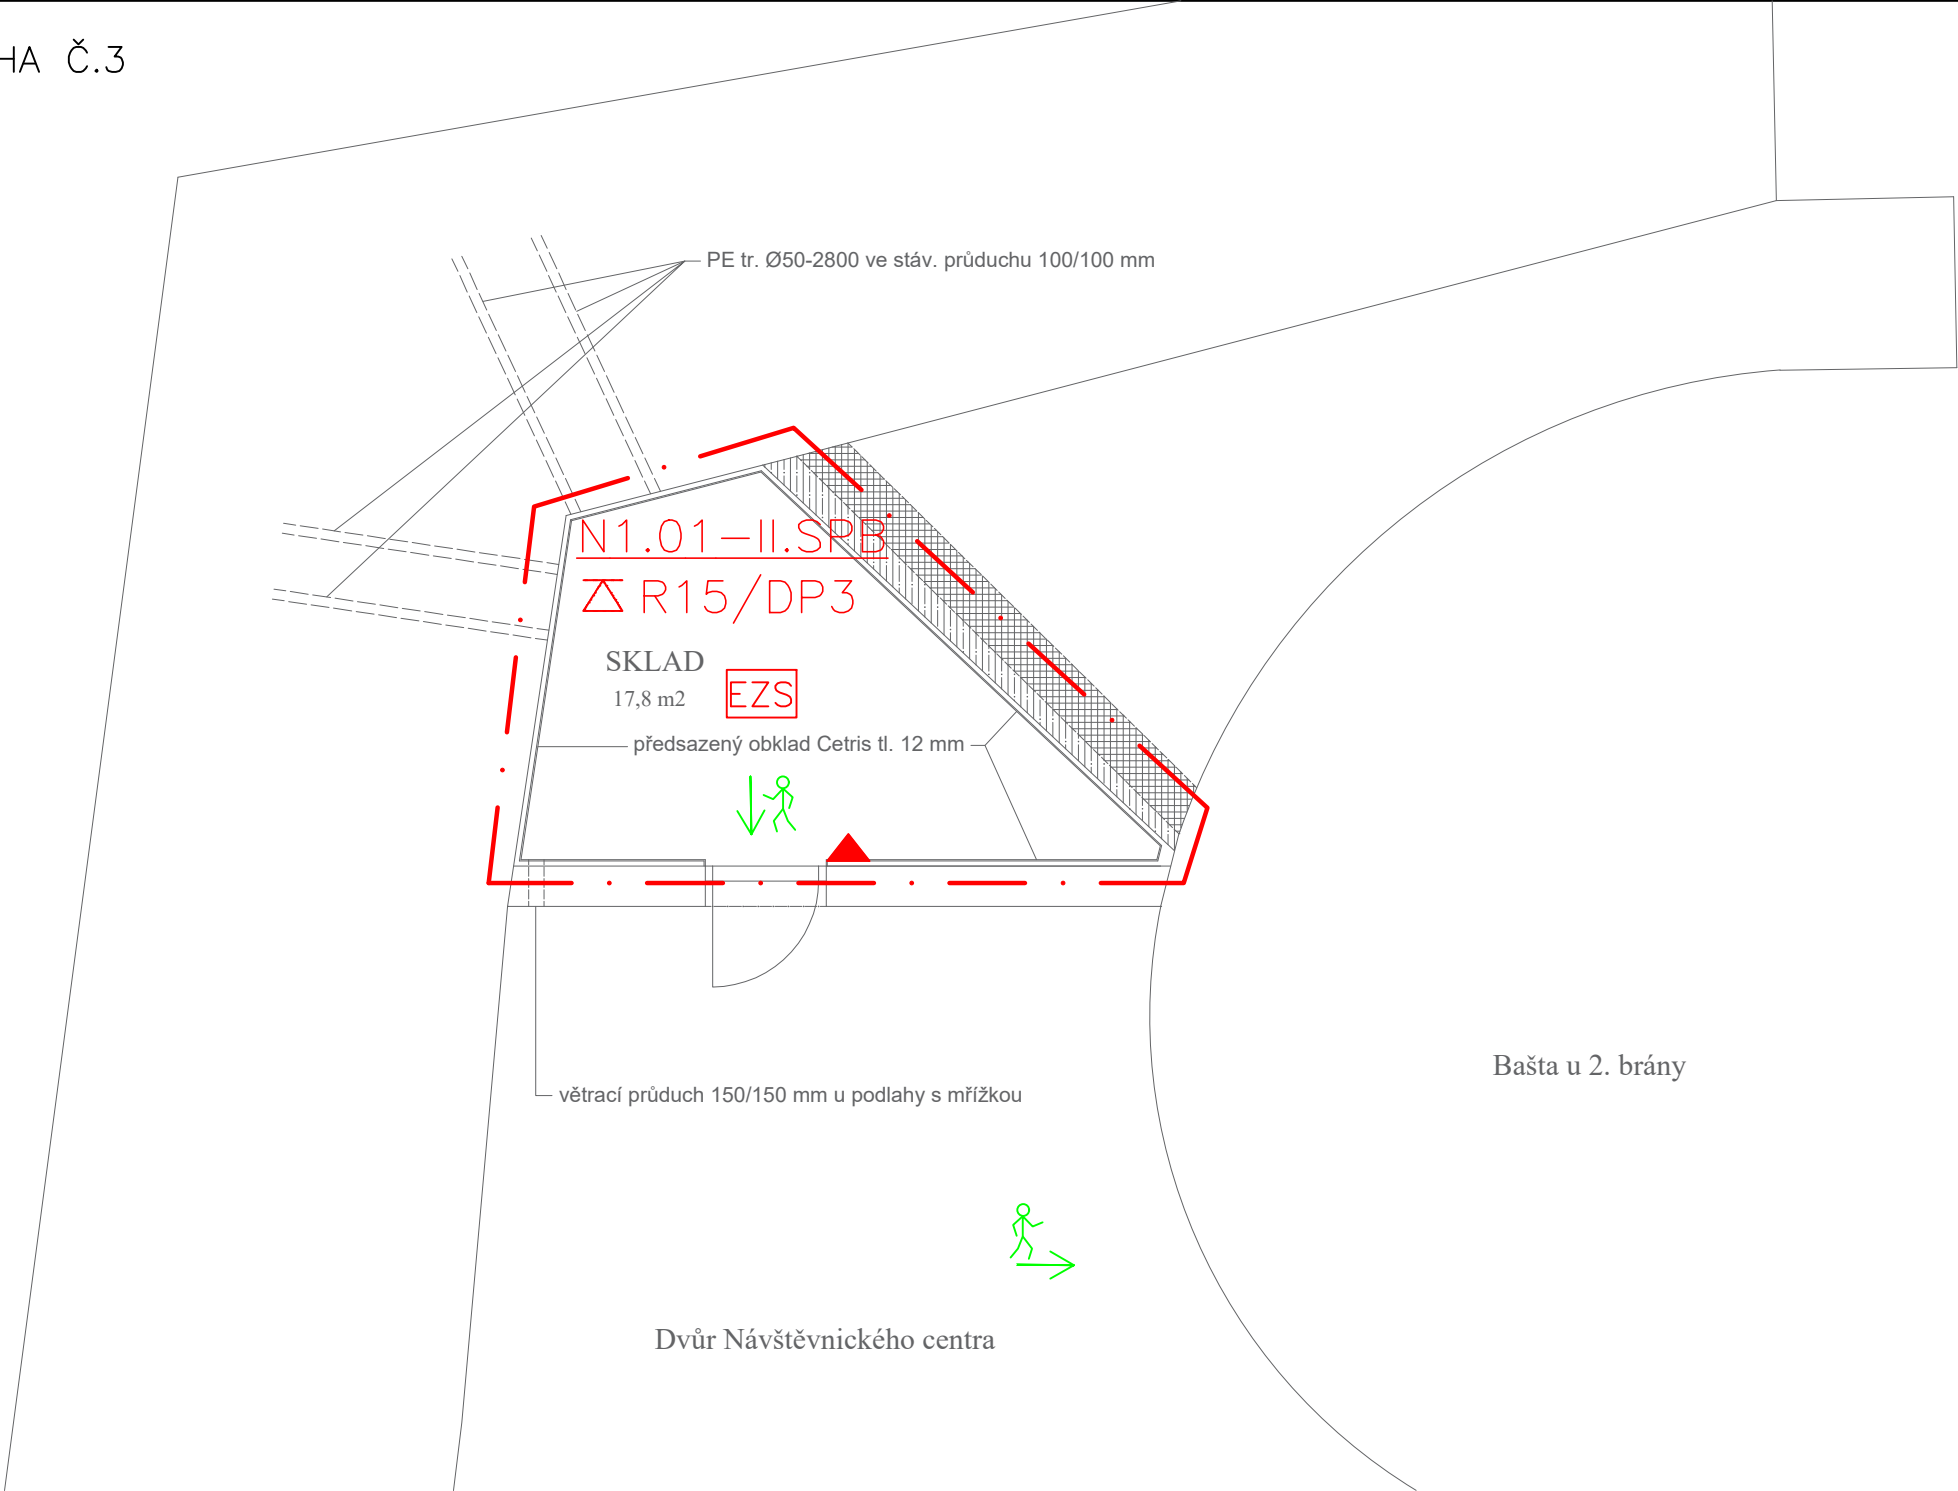 HA Č.3
PE tr. Ø50-2800 ve stáv. průduchu 100/100 mm
N1.01-II.SPB
R15/DP3
SKLAD
17,8 m2
EZS
předsazený obklad Cetris tl. 12 mm
větrací průduch 150/150 mm u podlahy s mřížkou
Bašta u 2. brány
Dvůr Návštěvnického centra